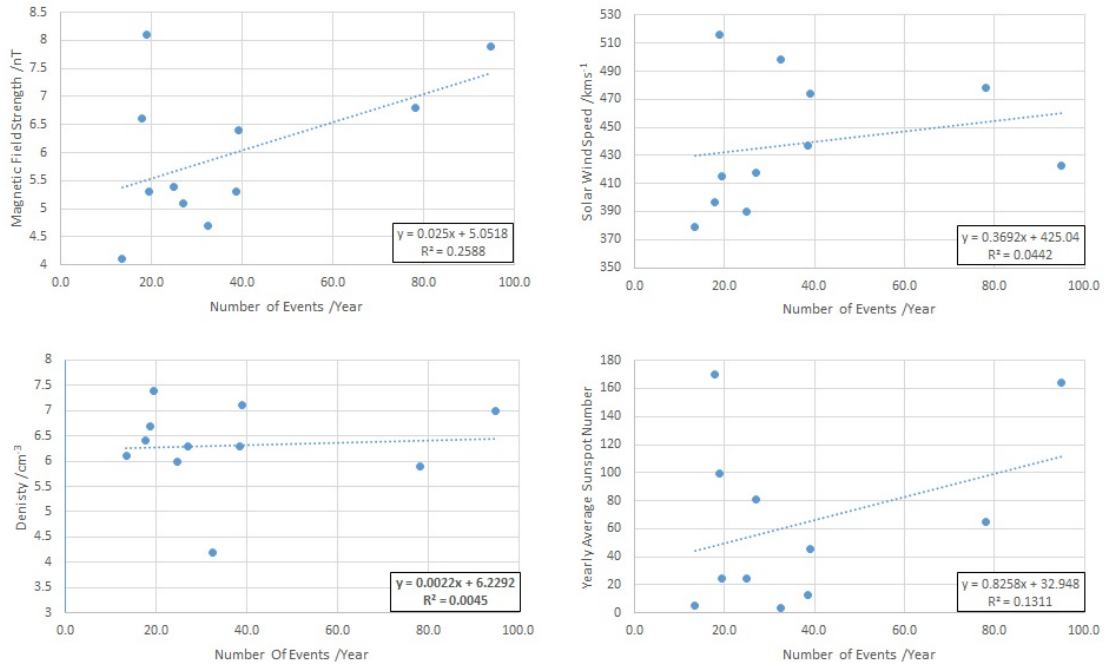 8.5
8
7.5
7
6.5
6
5.5
5
4.5
4
Magnetic Field Strength /nT
y = 0.025x + 5.0518
R² = 0.2588
0.0 20.0 40.0 60.0 80.0 100.0
Number of Events /Year
530
510
490
470
450
430
410
390
370
350
Solar Wind Speed /kms⁻¹
y = 0.3692x + 425.04
R² = 0.0442
0.0 20.0 40.0 60.0 80.0 100.0
Number of Events /Year
8
7.5
7
6.5
6
5.5
5
4.5
4
3.5
3
Denisty /cm⁻³
y = 0.0022x + 6.2292
R² = 0.0045
0.0 20.0 40.0 60.0 80.0 100.0
Number Of Events /Year
180
160
140
120
100
80
60
40
20
0
Yearly Average Sunspot Number
y = 0.8258x + 32.948
R² = 0.1311
0.0 20.0 40.0 60.0 80.0 100.0
Number of Events /Year